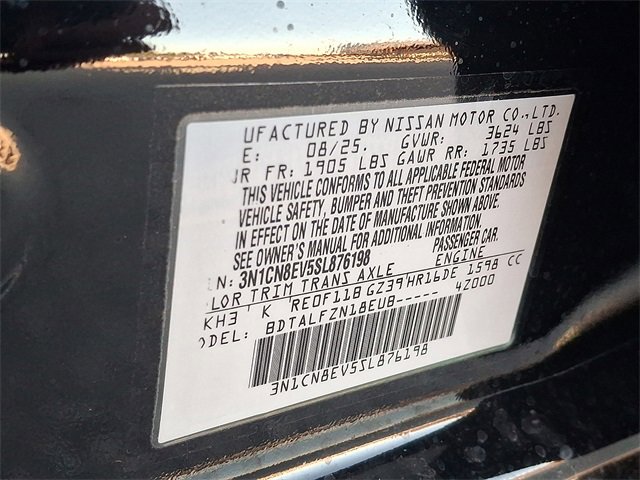 UFACTURED BY NISSAN MOTOR CO.,LTD.
E: 08/25. GVWR: 3624 LBS
R FR: 1905 LBS GAWR RR: 1735 LBS
THIS VEHICLE CONFORMS TO ALL APPLICABLE FEDERAL MOTOR
VEHICLE SAFETY, BUMPER AND THEFT PREVENTION STANDARDS
IN EFFECT ON THE DATE OF MANUFACTURE SHOWN ABOVE.
SEE OWNER'S MANUAL FOR ADDITIONAL INFORMATION.
N: 3N1CN8EV5SL876198 PASSENGER CAR.
LOR TRIM TRANS AXLE ENGINE
KH3 K RE0F11B GZ39 HR16DE 1598 CC
DEL: BDTALFZN18EUB----- 42000
3N1CN8EV5SL876198